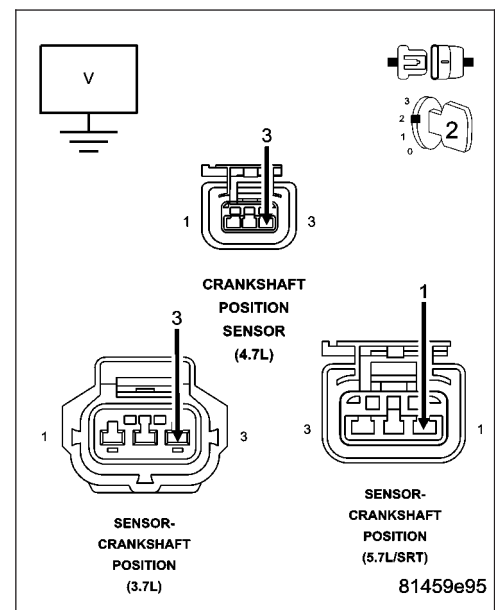 V
3
2
1
0
2
3
1
3
CRANKSHAFT
POSITION
SENSOR
(4.7L)
3
1
3
SENSOR-
CRANKSHAFT
POSITION
(3.7L)
1
3
1
SENSOR-
CRANKSHAFT
POSITION
(5.7L/SRT)
81459e95